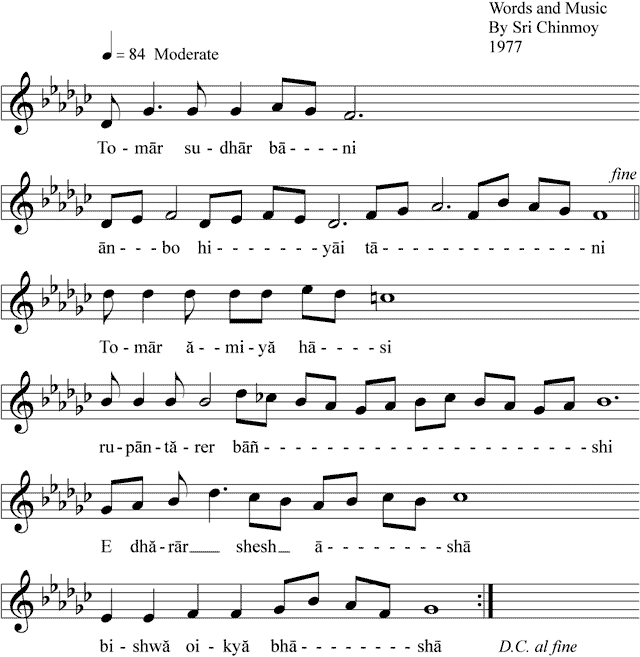 Words and Music
By Sri Chinmoy
1977
= 84 Moderate
To-mār su-dhār bā----ni
fine
ān---bo hi------yāi tā--------------ni
To-mār ă-mi-yă hā----si
ru-pān-tă-rer bāñ------------------------------shi
E dhă-rār___ shesh_ ā--------shā
bi-shwă oi-kyă bhā--------shā D.C. al fine